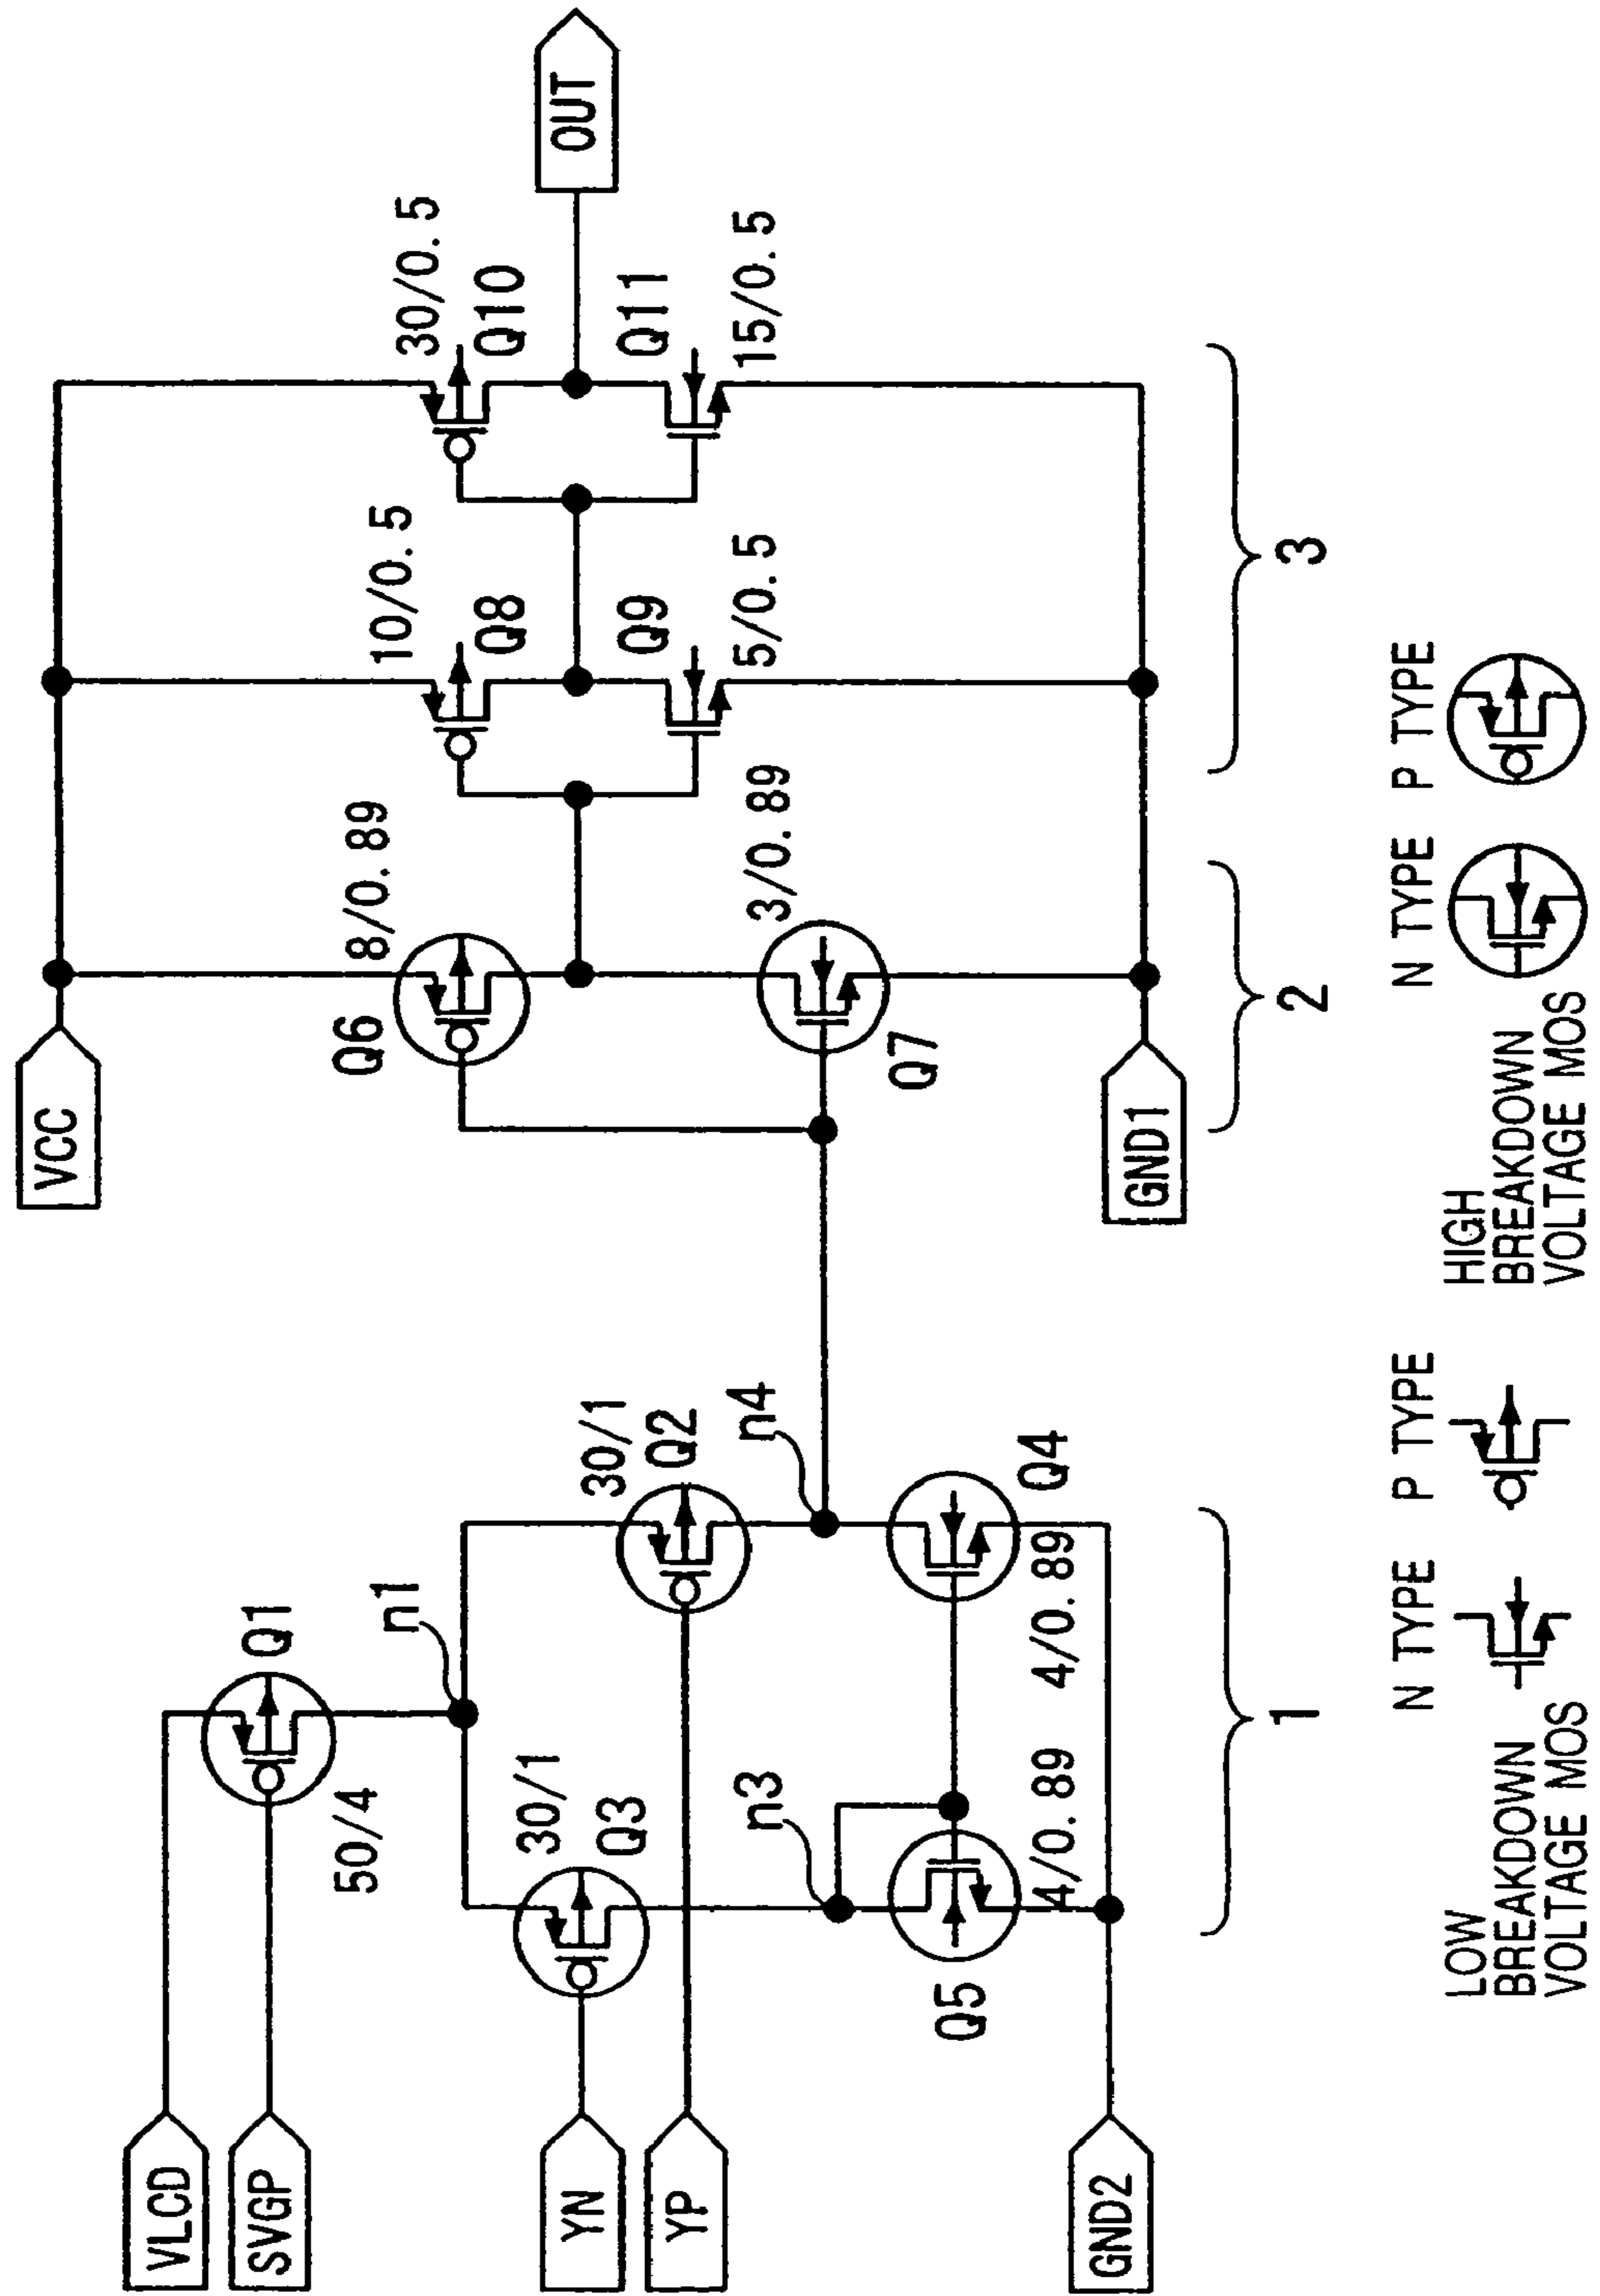 VLCD
SVGP
YN
YP
GND2
Q1
50/4
n1
30/1
Q3
30/1
Q2
n3
n4
Q5
4/0. 89
4/0. 89
Q4
1
VCC
Q6
8/0. 89
Q7
3/0. 89
GND1
2
10/0. 5
Q8
Q9
5/0. 5
30/0. 5
Q10
Q11
15/0. 5
3
OUT
LOW
BREAKDOWN
VOLTAGE MOS
N TYPE
P TYPE
HIGH
BREAKDOWN
VOLTAGE MOS
N TYPE
P TYPE